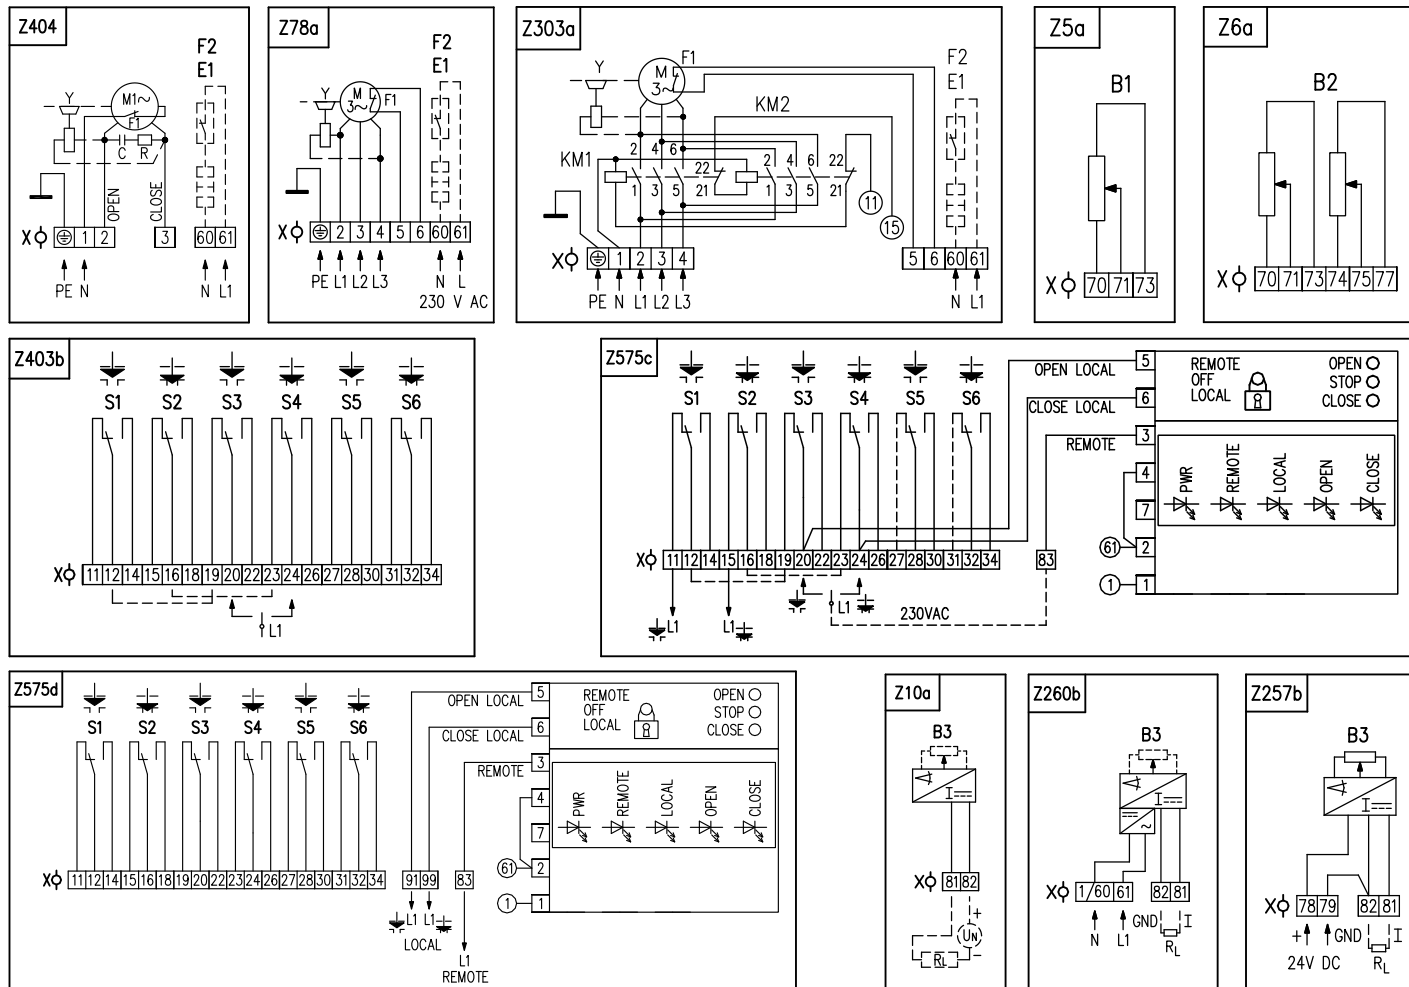 Z404
F2
E1
Y
M1~
F1
C
R
OPEN
CLOSE
X
1
2
3
60
61
PE
N
N
L1
Z78a
F2
E1
Y
M
3~
F1
X
2
3
4
5
6
60
61
PE
L1
L2
L3
N
L
230 V AC
Z303a
F1
F2
E1
Y
M
3~
KM2
2
4
6
KM1
1
3
5
22
21
2
4
6
22
1
3
5
21
11
15
X
1
2
3
4
5
6
60
61
PE
N
L1
L2
L3
N
L1
Z5a
B1
X
70
71
73
Z6a
B2
X
70
71
73
74
75
77
Z403b
S1
S2
S3
S4
S5
S6
X
11
12
14
15
16
18
19
20
22
23
24
26
27
28
30
31
32
34
L1
Z575c
S1
S2
S3
S4
S5
S6
OPEN LOCAL
CLOSE LOCAL
REMOTE
5
6
3
4
7
2
1
61
1
REMOTE
OFF
LOCAL
OPEN
STOP
CLOSE
PWR
REMOTE
LOCAL
OPEN
CLOSE
X
11
12
14
15
16
18
19
20
22
23
24
26
27
28
30
31
32
34
83
L1
L1
L1
230VAC
Z575d
S1
S2
S3
S4
S5
S6
OPEN LOCAL
CLOSE LOCAL
REMOTE
5
6
3
4
7
2
1
61
1
REMOTE
OFF
LOCAL
OPEN
STOP
CLOSE
PWR
REMOTE
LOCAL
OPEN
CLOSE
X
11
12
14
15
16
18
19
20
22
23
24
26
27
28
30
31
32
34
91
99
83
L1
L1
LOCAL
L1
REMOTE
Z10a
B3
I
X
81
82
+
UN
-
RL
Z260b
B3
I
~
X
1/60
61
82
81
N
L1
GND
I
RL
Z257b
B3
I
X
78
79
82
81
+
GND
I
24V DC
RL